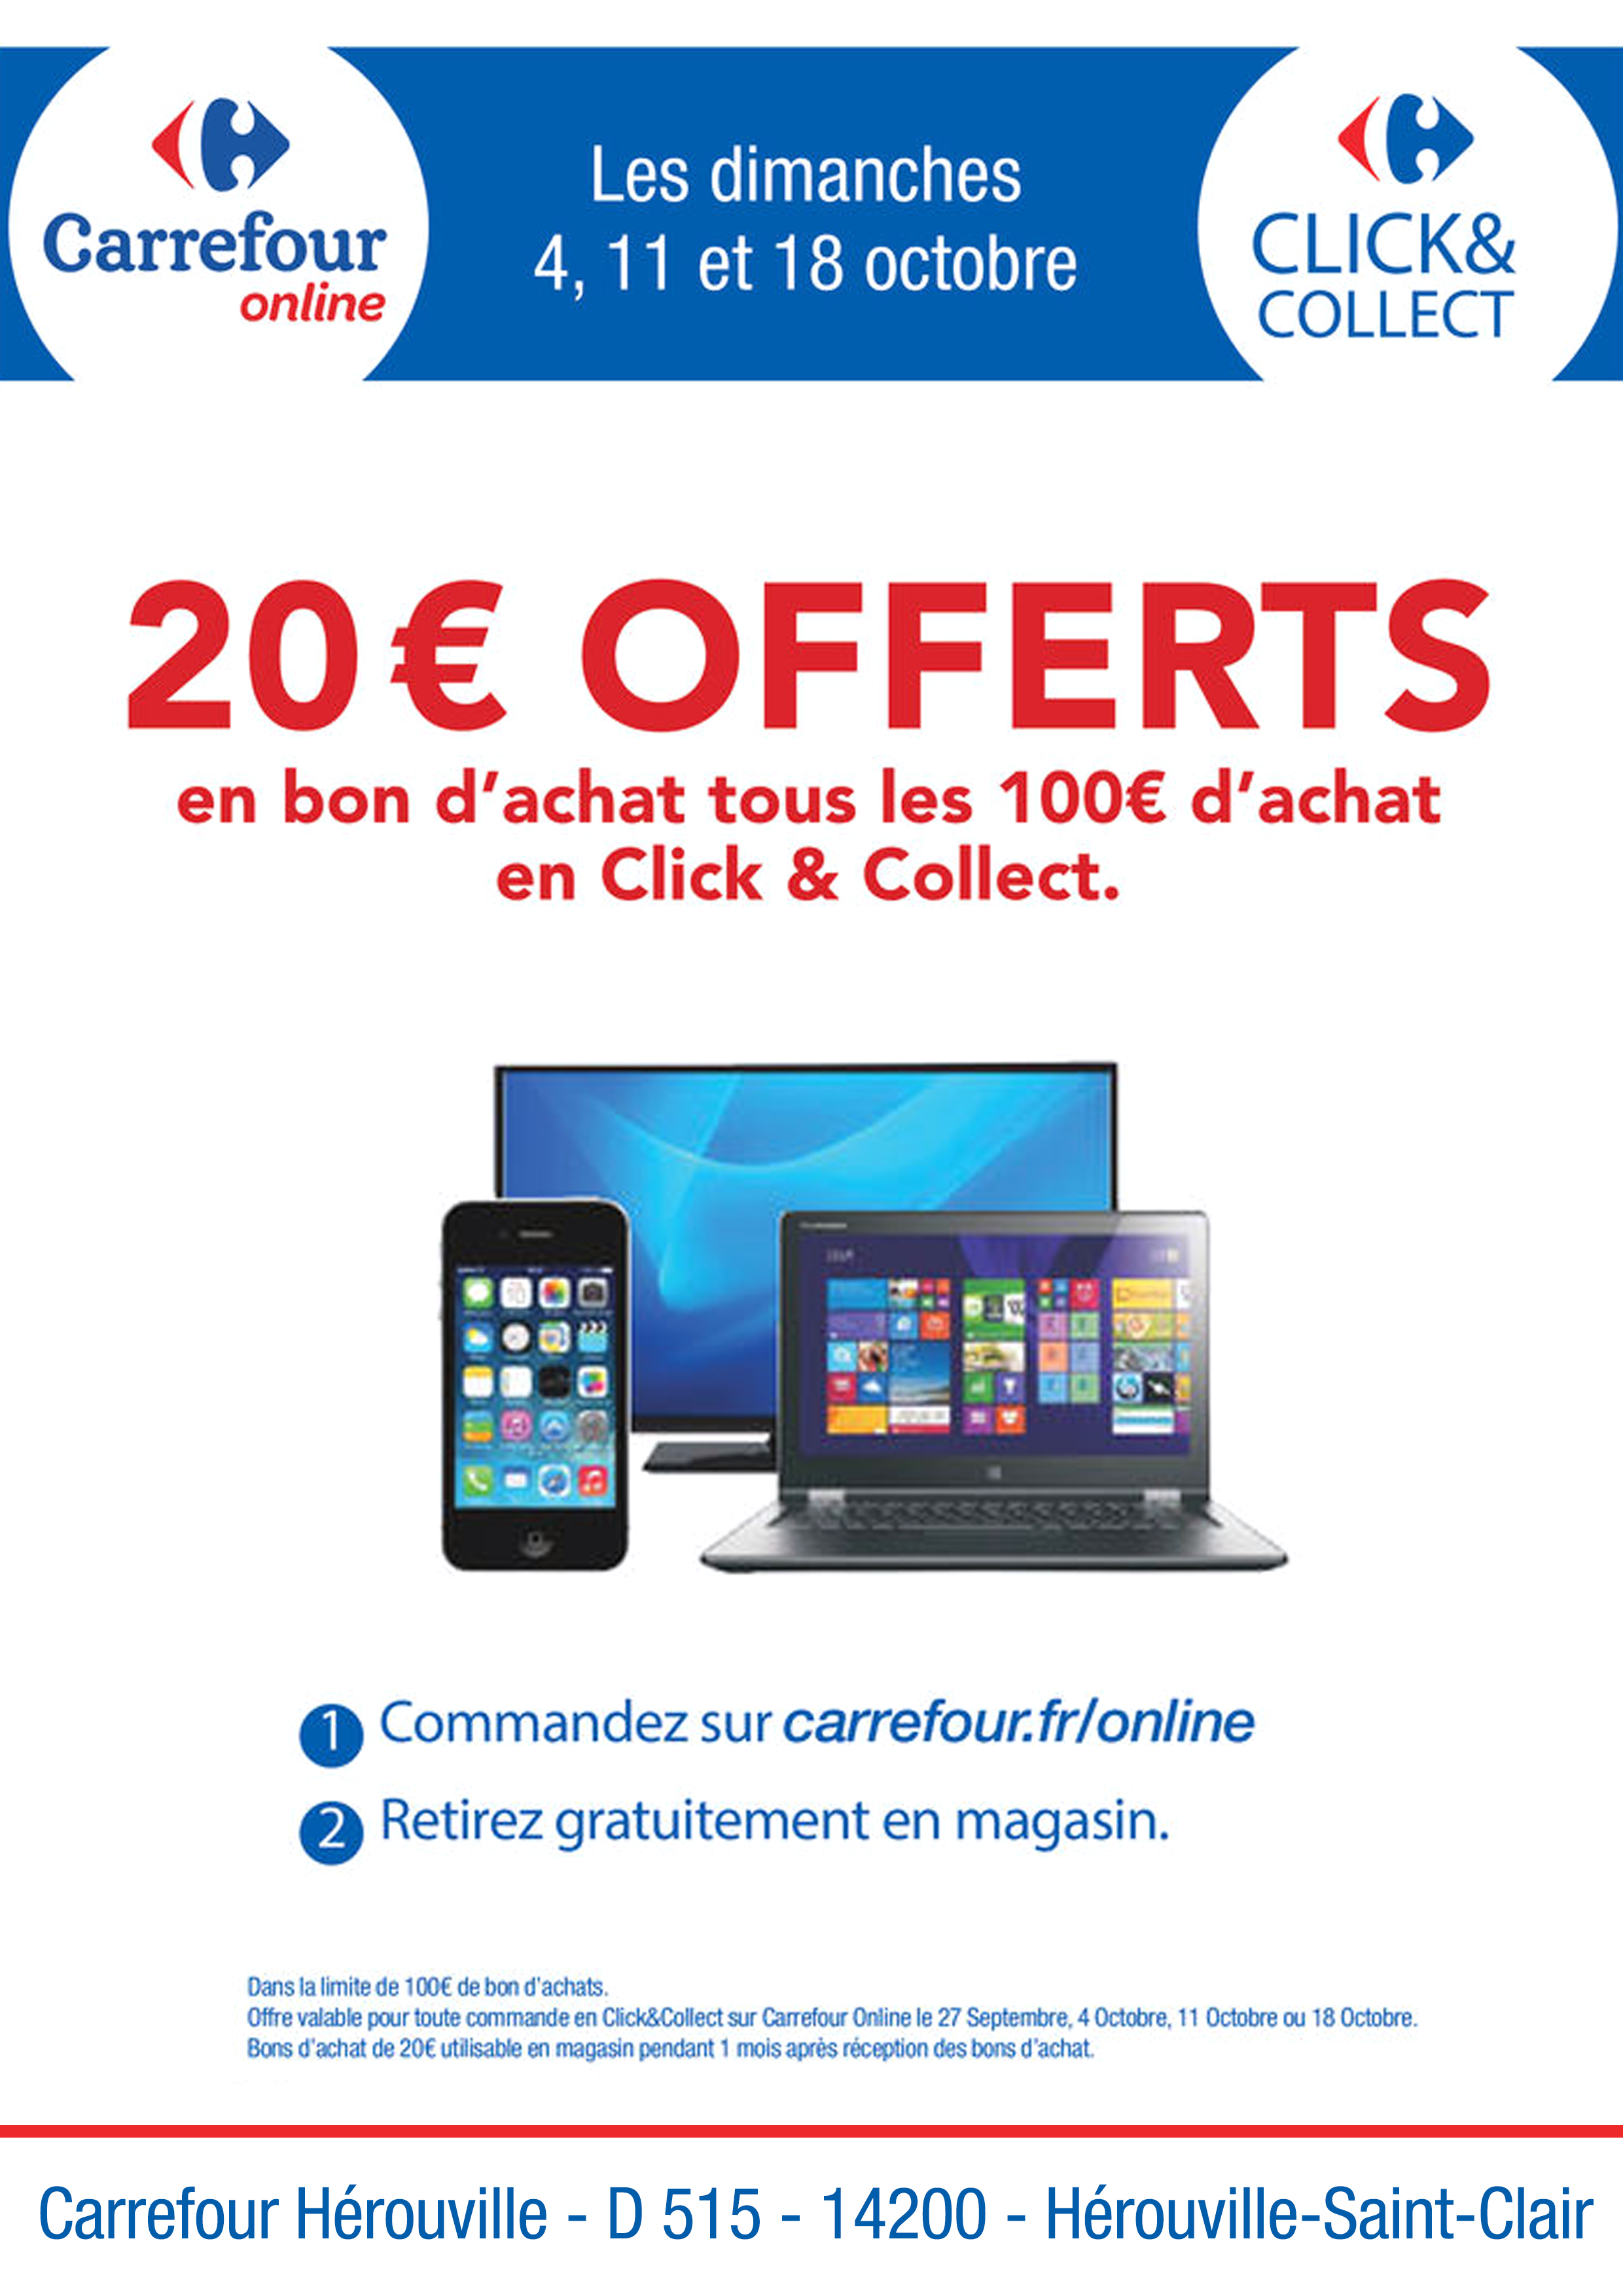 Carrefour
online
Les dimanches
4, 11 et 18 octobre
CLICK&
COLLECT
20€ OFFERTS
en bon d'achat tous les 100€ d'achat
en Click & Collect.
1 Commandez sur carrefour.fr/online
2 Retirez gratuitement en magasin.
Dans la limite de 100€ de bon d'achats.
Offre valable pour toute commande en Click&Collect sur Carrefour Online le 27 Septembre, 4 Octobre, 11 Octobre ou 18 Octobre.
Bons d'achat de 20€ utilisable en magasin pendant 1 mois après réception des bons d'achat.
Carrefour Hérouville - D 515 - 14200 - Hérouville-Saint-Clair